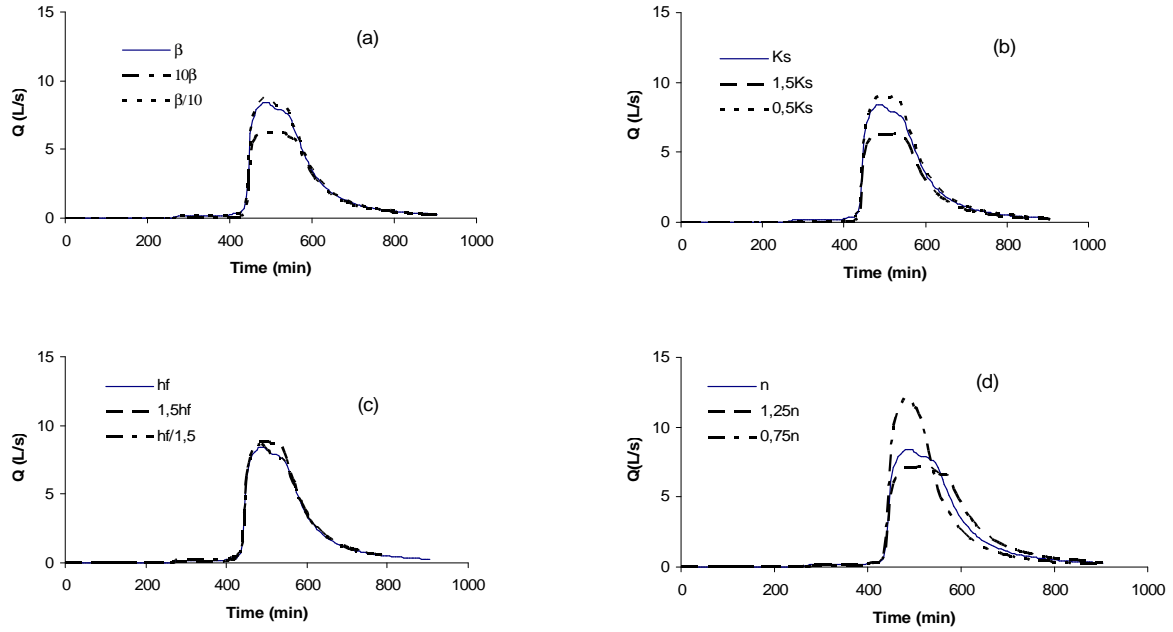 (a)
15
10
5
0
Q (L/s)
β
10β
β/10
0 200 400 600 800 1000
Time (min)
(b)
15
10
5
0
Q (L/s)
Ks
1,5Ks
0,5Ks
0 200 400 600 800 1000
Time (min)
(c)
15
10
5
0
Q (L/s)
hf
1,5hf
hf/1,5
0 200 400 600 800 1000
Time (min)
(d)
15
10
5
0
Q(L/s)
n
1,25n
0,75n
0 200 400 600 800 1000
Time (min)